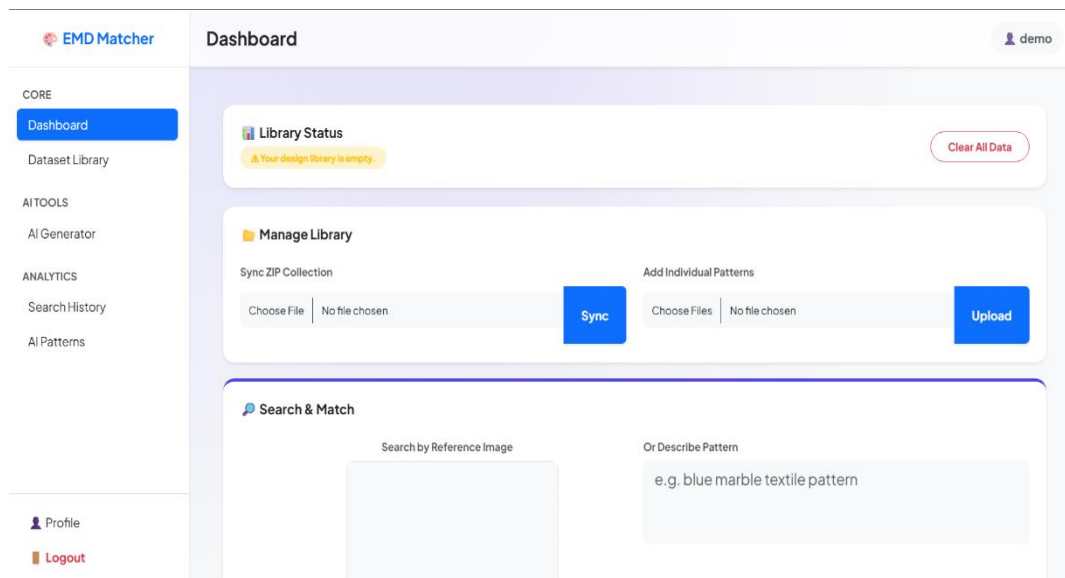 EMD Matcher
Dashboard
demo
CORE
Dashboard
Dataset Library
AI TOOLS
AI Generator
ANALYTICS
Search History
AI Patterns
Profile
Logout
Library Status
Your design library is empty.
Clear All Data
Manage Library
Sync ZIP Collection
Choose File No file chosen
Sync
Add Individual Patterns
Choose Files No file chosen
Upload
Search & Match
Search by Reference Image
Or Describe Pattern
e.g. blue marble textile pattern